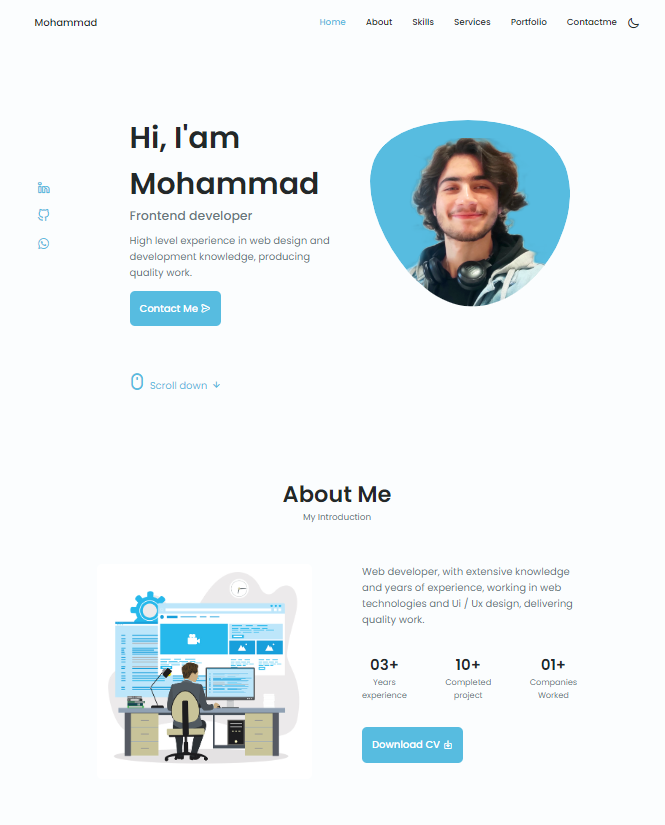 Mohammad
Home About Skills Services Portfolio Contactme
Hi, I'am
Mohammad
Frontend developer
High level experience in web design and
development knowledge, producing
quality work.
Contact Me
Scroll down
About Me
My Introduction
Web developer, with extensive knowledge
and years of experience, working in web
technologies and Ui / Ux design, delivering
quality work.
03+ 10+ 01+
Years Completed Companies
experience project Worked
Download CV